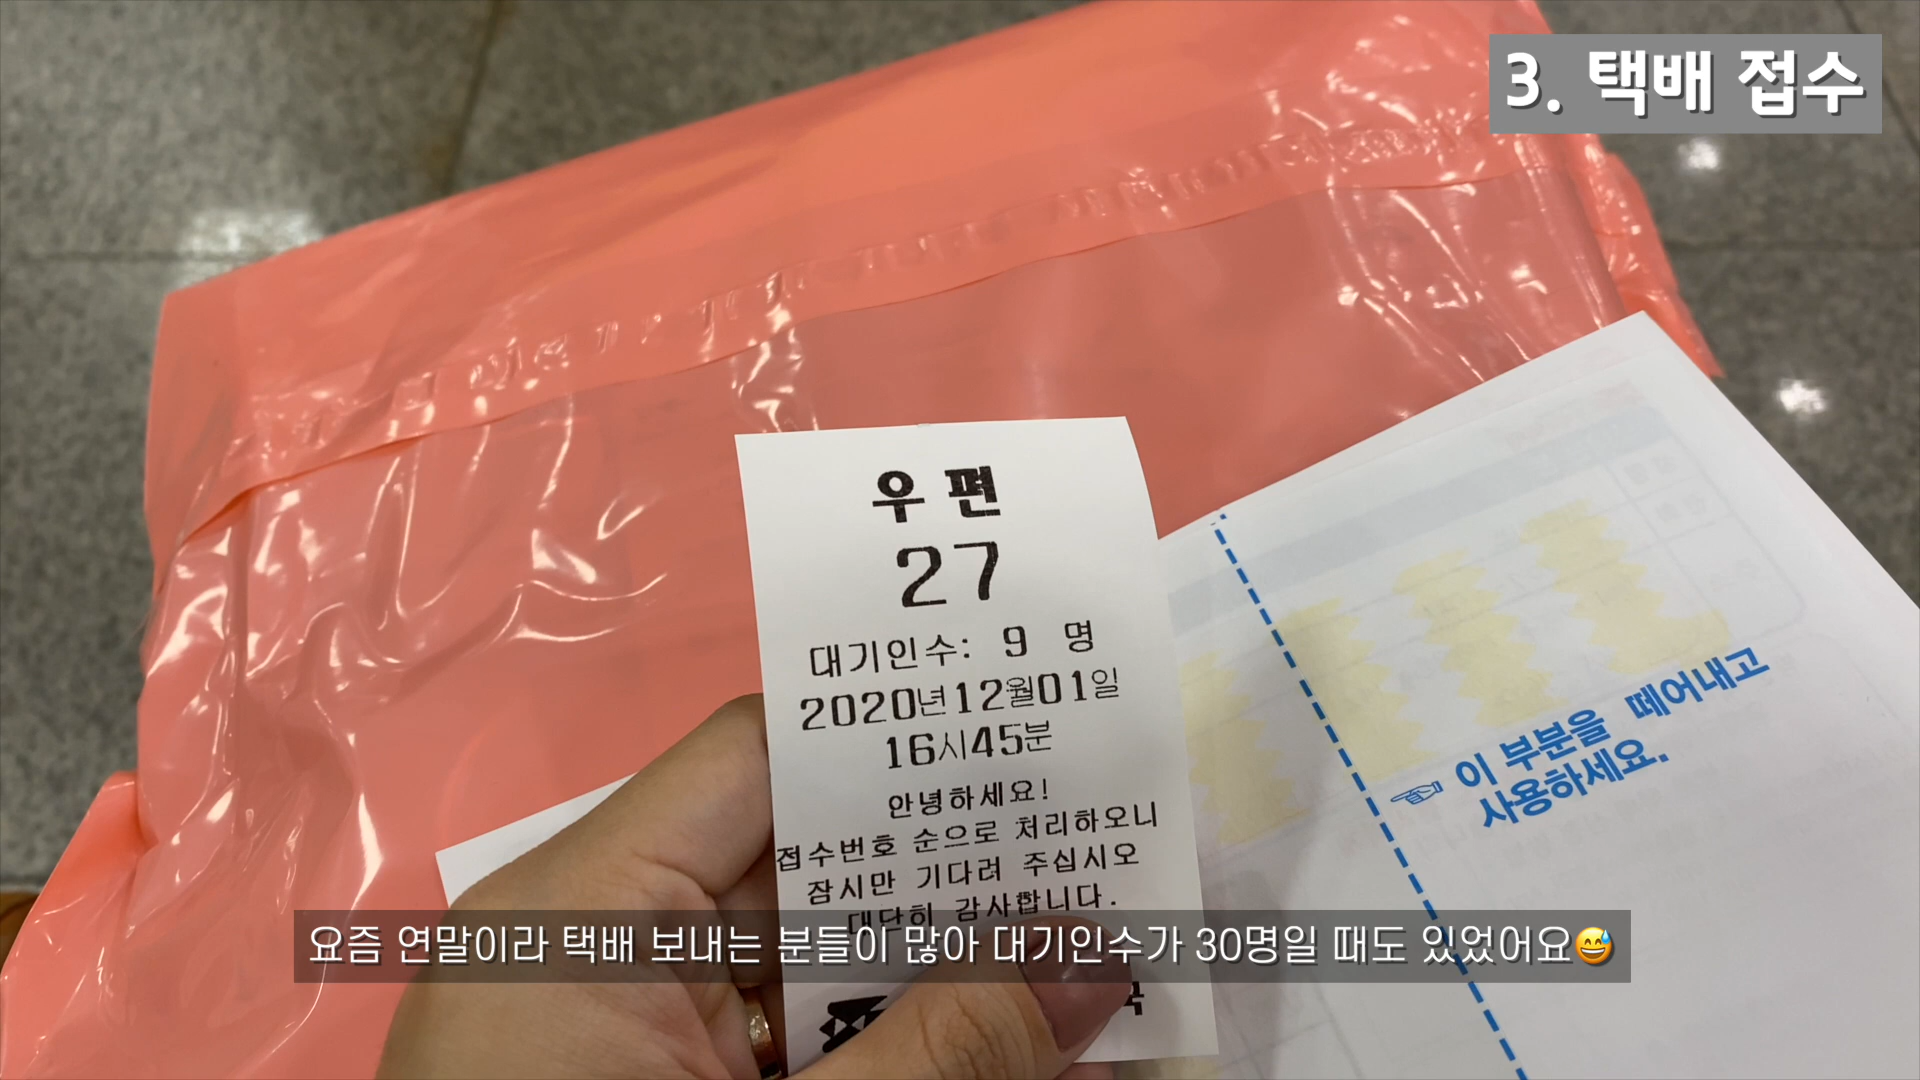 3. 택배 접수
우편
27
대기인수: 9 명
2020년12월01일
16시45분
안녕하세요!
접수번호 순으로 처리하오니
잠시만 기다려 주십시오
대단히 감사합니다.
☜ 이 부분을 떼어내고
사용하세요.
요즘 연말이라 택배 보내는 분들이 많아 대기인수가 30명일 때도 있었어요😅